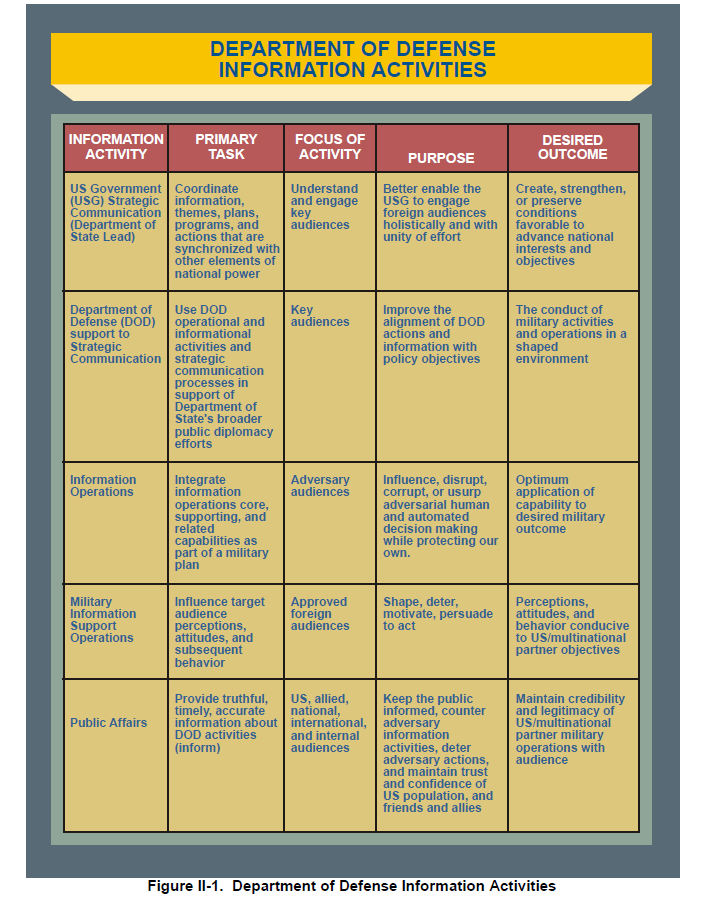 DEPARTMENT OF DEFENSE
INFORMATION ACTIVITIES
INFORMATION
ACTIVITY
PRIMARY
TASK
FOCUS OF
ACTIVITY
PURPOSE
DESIRED
OUTCOME
US Government
(USG) Strategic
Communication
(Department of
State Lead)
Coordinate
information,
themes, plans,
programs, and
actions that are
synchronized with
other elements of
national power
Understand
and engage
key
audiences
Better enable the
USG to engage
foreign audiences
holistically and with
unity of effort
Create, strengthen,
or preserve
conditions
favorable to
advance national
interests and
objectives
Department of
Defense (DOD)
support to
Strategic
Communication
Use DOD
operational and
informational
activities and
strategic
communication
processes in
support of
Department of
State's broader
public diplomacy
efforts
Key
audiences
Improve the
alignment of DOD
actions and
information with
policy objectives
The conduct of
military activities
and operations in a
shaped
environment
Information
Operations
Integrate
information
operations core,
supporting, and
related
capabilities as
part of a military
plan
Adversary
audiences
Influence, disrupt,
corrupt, or usurp
adversarial human
and automated
decision making
while protecting our
own.
Optimum
application of
capability to
desired military
outcome
Military
Information
Support
Operations
Influence target
audience
perceptions,
attitudes, and
subsequent
behavior
Approved
foreign
audiences
Shape, deter,
motivate, persuade
to act
Perceptions,
attitudes, and
behavior conducive
to US/multinational
partner objectives
Public Affairs
Provide truthful,
timely, accurate
information about
DOD activities
(inform)
US, allied,
national,
international,
and internal
audiences
Keep the public
informed, counter
adversary
information
activities, deter
adversary actions,
and maintain trust
and confidence of
US population, and
friends and allies
Maintain credibility
and legitimacy of
US/multinational
partner military
operations with
audience
Figure II-1. Department of Defense Information Activities